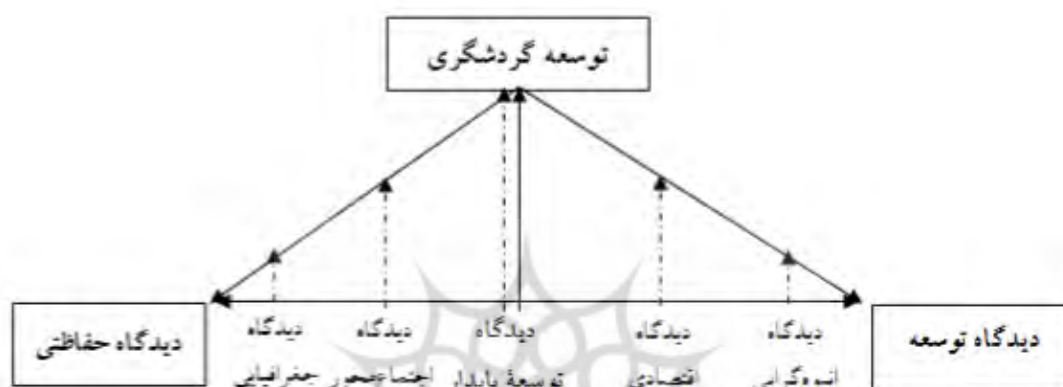 توسعه گردشگری
دیدگاه توسعه
دیدگاه حفاظتی
دیدگاه دیدگاه دیدگاه دیدگاه دیدگاه
انبوه‌گرایی اقتصادی توسعهٔ پایدار اجتماع‌محور جغرافیایی